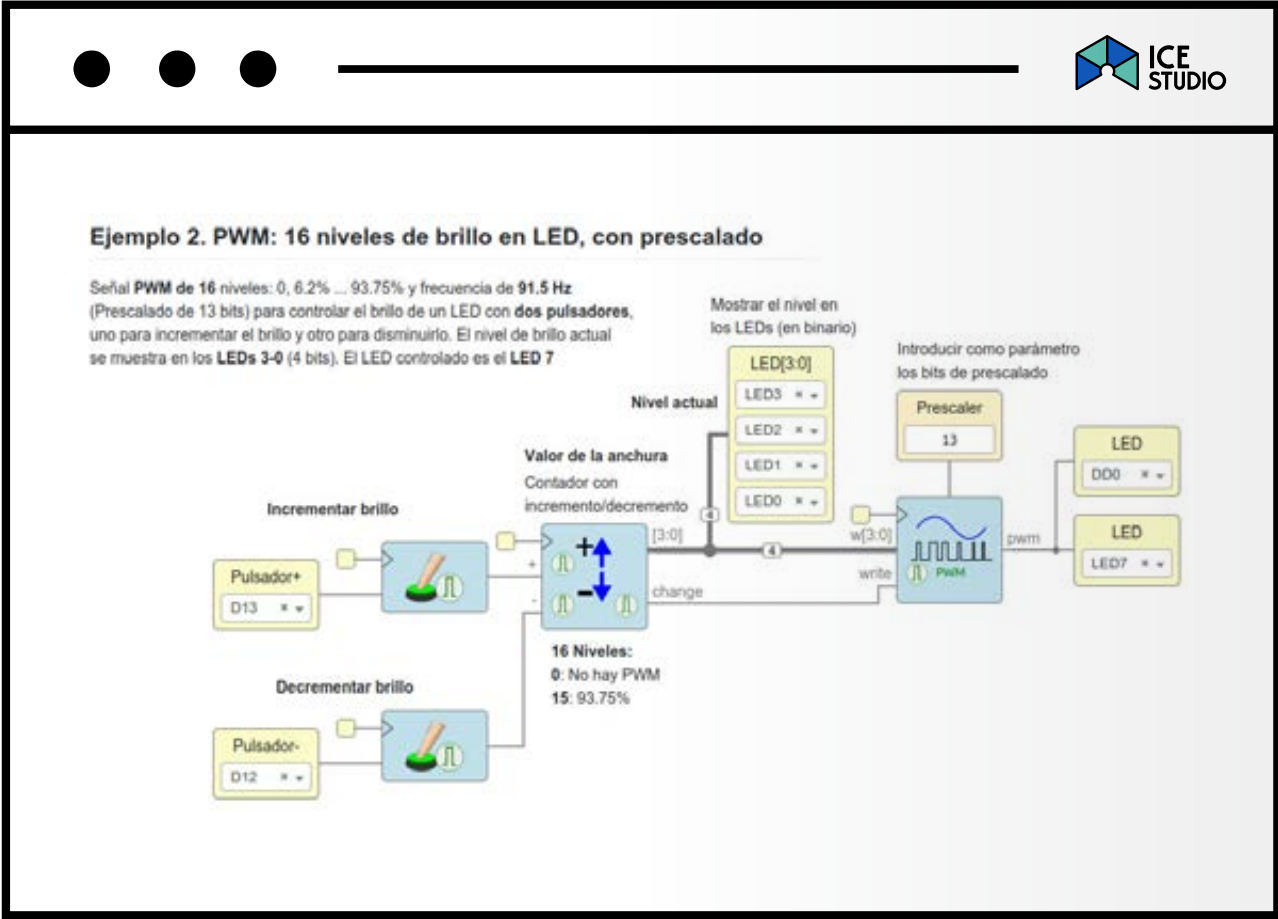 ICE
STUDIO
Ejemplo 2. PWM: 16 niveles de brillo en LED, con prescalado
Señal PWM de 16 niveles: 0, 6.2% ... 93.75% y frecuencia de 91.5 Hz
(Prescalado de 13 bits) para controlar el brillo de un LED con dos pulsadores,
uno para incrementar el brillo y otro para disminuirlo. El nivel de brillo actual
se muestra en los LEDs 3-0 (4 bits). El LED controlado es el LED 7
Mostrar el nivel en
los LEDs (en binario)
LED[3:0]
LED3
LED2
LED1
LED0
Nivel actual
Introducir como parámetro
los bits de prescalado
Prescaler
13
LED
DD0
LED
LED7
Valor de la anchura
Contador con
incremento/decremento
Incrementar brillo
Pulsador+
D13
+
-
+
-
[3:0]
4
4
change
w[3:0]
write
PWM
pwm
16 Niveles:
0: No hay PWM
15: 93.75%
Decrementar brillo
Pulsador-
D12